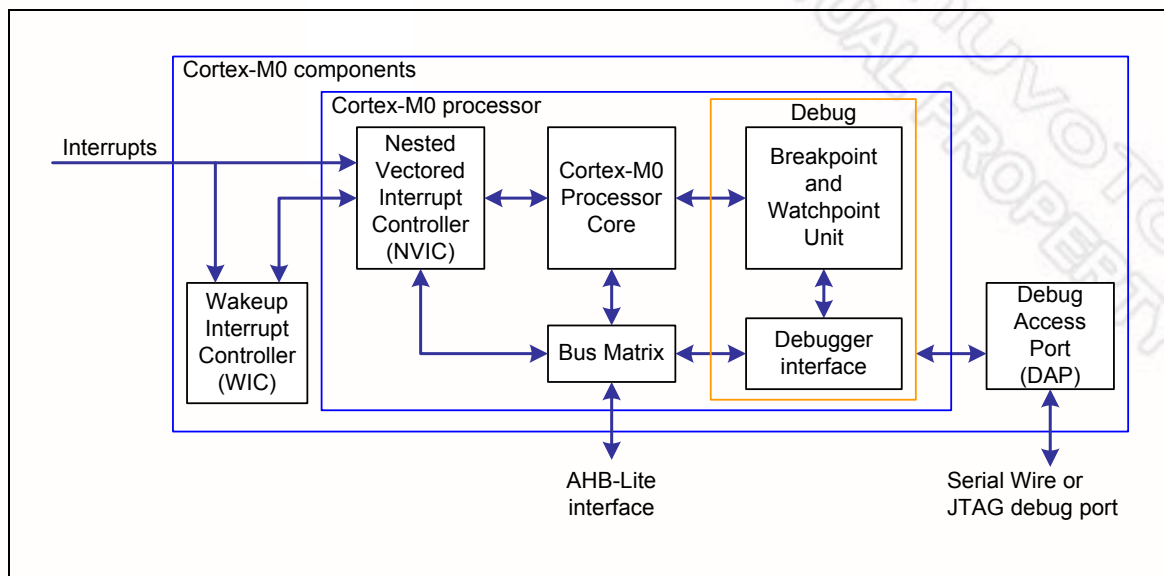 Cortex-M0 components
Cortex-M0 processor
Debug
Interrupts
Nested
Vectored
Interrupt
Controller
(NVIC)
Cortex-M0
Processor
Core
Breakpoint
and
Watchpoint
Unit
Wakeup
Interrupt
Controller
(WIC)
Bus Matrix
Debugger
interface
Debug
Access
Port
(DAP)
AHB-Lite
interface
Serial Wire or
JTAG debug port
PROPERTY